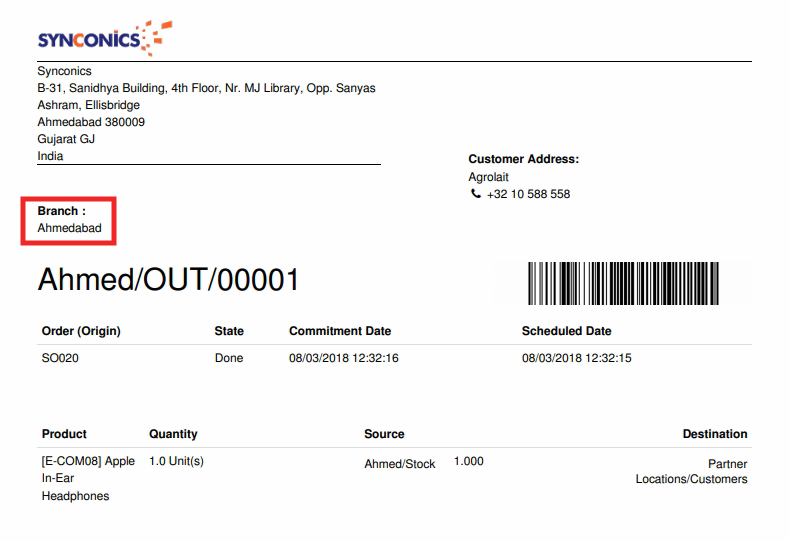 SYNCONICS
Synconics
B-31, Sanidhya Building, 4th Floor, Nr. MJ Library, Opp. Sanyas
Ashram, Ellisbridge
Ahmedabad 380009
Gujarat GJ
India
Customer Address:
Agrolait
+32 10 588 558
Branch :
Ahmedabad
Ahmed/OUT/00001
Order (Origin) State Commitment Date Scheduled Date
SO020 Done 08/03/2018 12:32:16 08/03/2018 12:32:15
Product Quantity Source Destination
[E-COM08] Apple 1.0 Unit(s) Ahmed/Stock 1.000 Partner
In-Ear Locations/Customers
Headphones